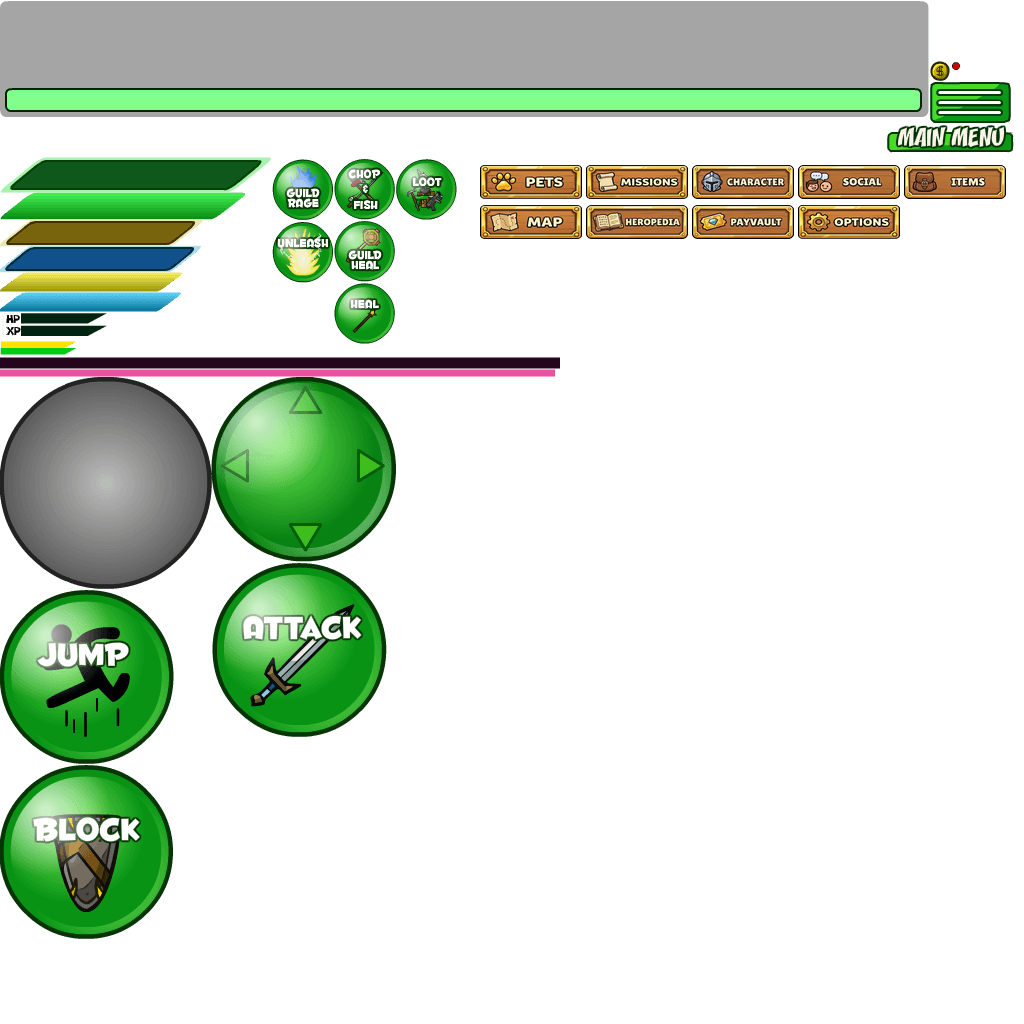 MAIN MENU
GUILD
RAGE
CHOP
&
FISH
LOOT
UNLEASH
GUILD
HEAL
HEAL
PETS
MISSIONS
CHARACTER
SOCIAL
ITEMS
MAP
HEROPEDIA
PAYVAULT
OPTIONS
HP
XP
JUMP
ATTACK
BLOCK